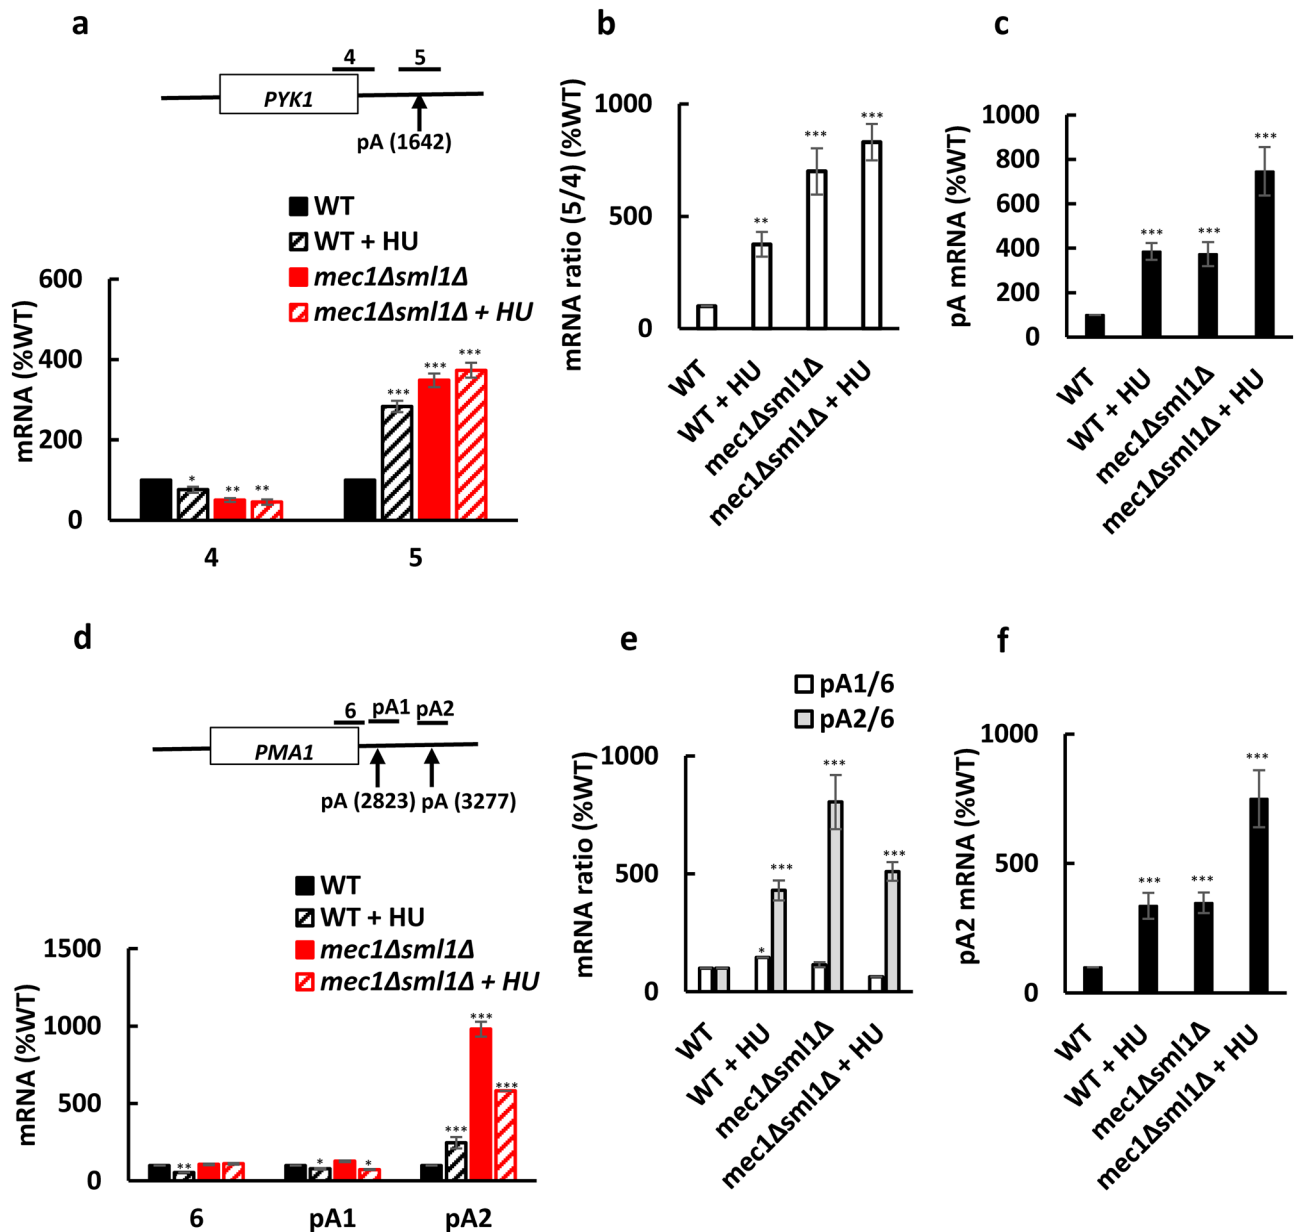 a
4
5
PYK1
pA (1642)
WT
WT + HU
mec1Δsml1Δ
mec1Δsml1Δ + HU
mRNA (%WT)
600
400
200
0
*
**
**
***
***
***
4
5
b
mRNA ratio (5/4) (%WT)
1000
500
0
**
***
***
WT
WT + HU
mec1Δsml1Δ
mec1Δsml1Δ + HU
c
pA mRNA (%WT)
1000
800
600
400
200
0
***
***
***
WT
WT + HU
mec1Δsml1Δ
mec1Δsml1Δ + HU
d
6
pA1
pA2
PMA1
pA (2823)
pA (3277)
WT
WT + HU
mec1Δsml1Δ
mec1Δsml1Δ + HU
mRNA (%WT)
1500
1000
500
0
**
*
*
***
***
***
6
pA1
pA2
e
pA1/6
pA2/6
mRNA ratio (%WT)
1000
500
0
*
***
***
***
WT
WT + HU
mec1Δsml1Δ
mec1Δsml1Δ + HU
f
pA2 mRNA (%WT)
1000
500
0
***
***
***
WT
WT + HU
mec1Δsml1Δ
mec1Δsml1Δ + HU